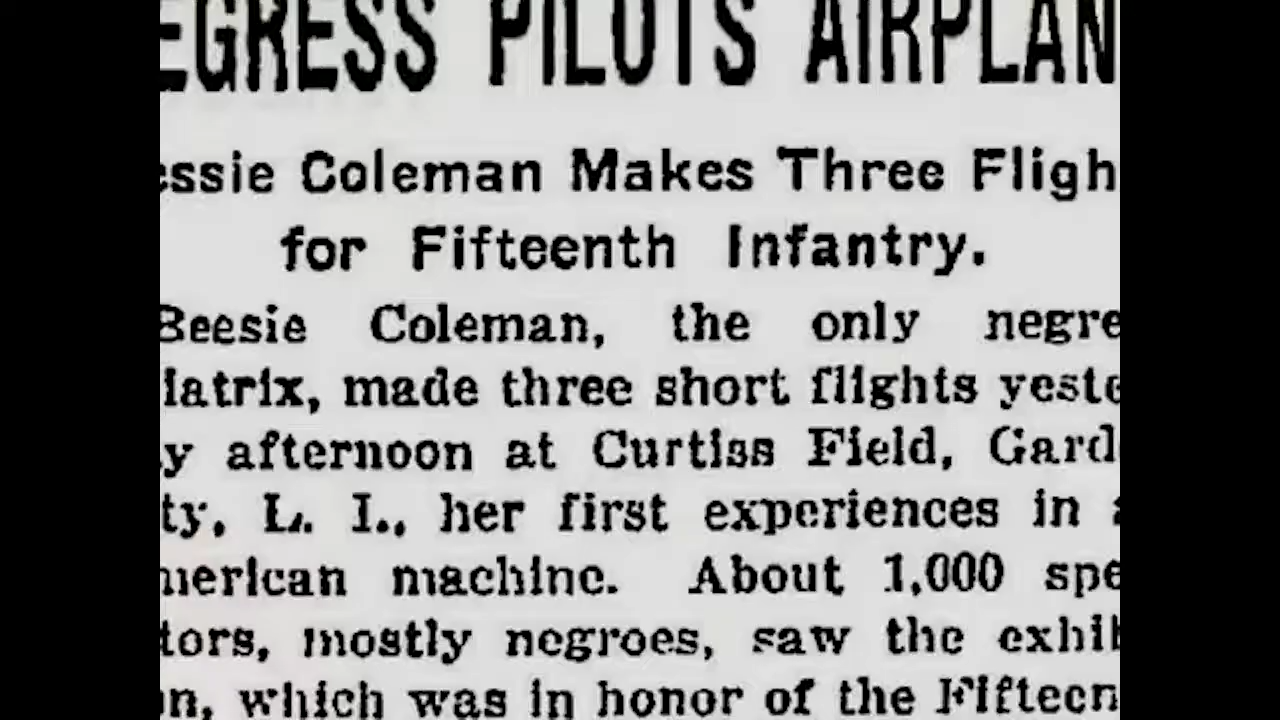 EGRESS PILOTS AIRPLAN
essie Coleman Makes Three Fligh
for Fifteenth Infantry.
Beesie Coleman, the only negre
latrix, made three short flights yeste
y afternoon at Curtiss Field, Gard
ty, L. I., her first experiences in a
merican machine. About 1,000 spe
tors, mostly negroes, saw the exhib
n, which was in honor of the Fifteen